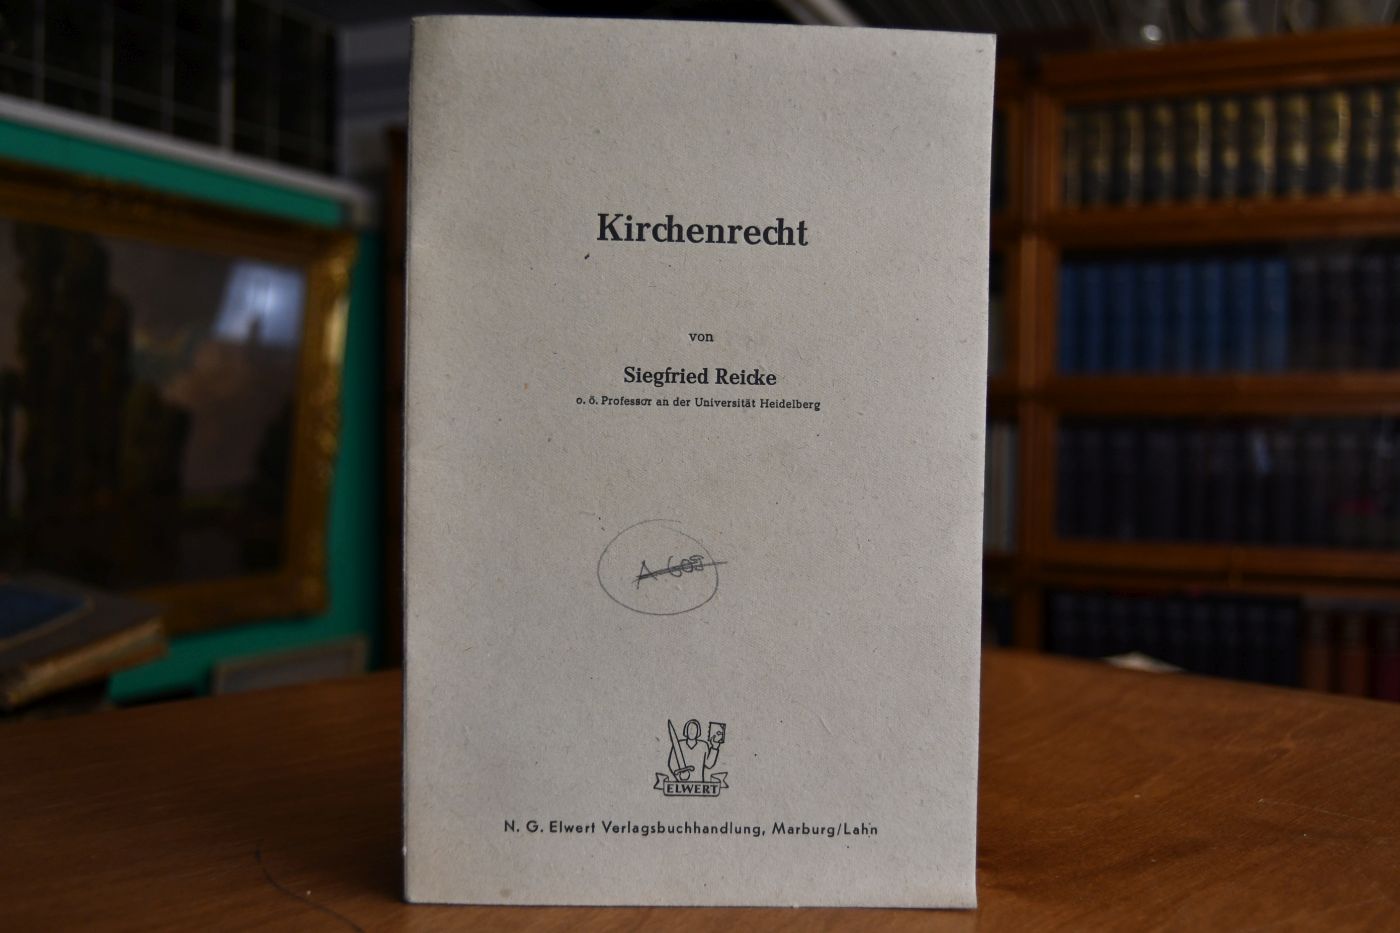 Kirchenrecht
von
Siegfried Reicke
o. ö. Professor an der Universität Heidelberg
ELWERT
N. G. Elwert Verlagsbuchhandlung, Marburg/Lahn